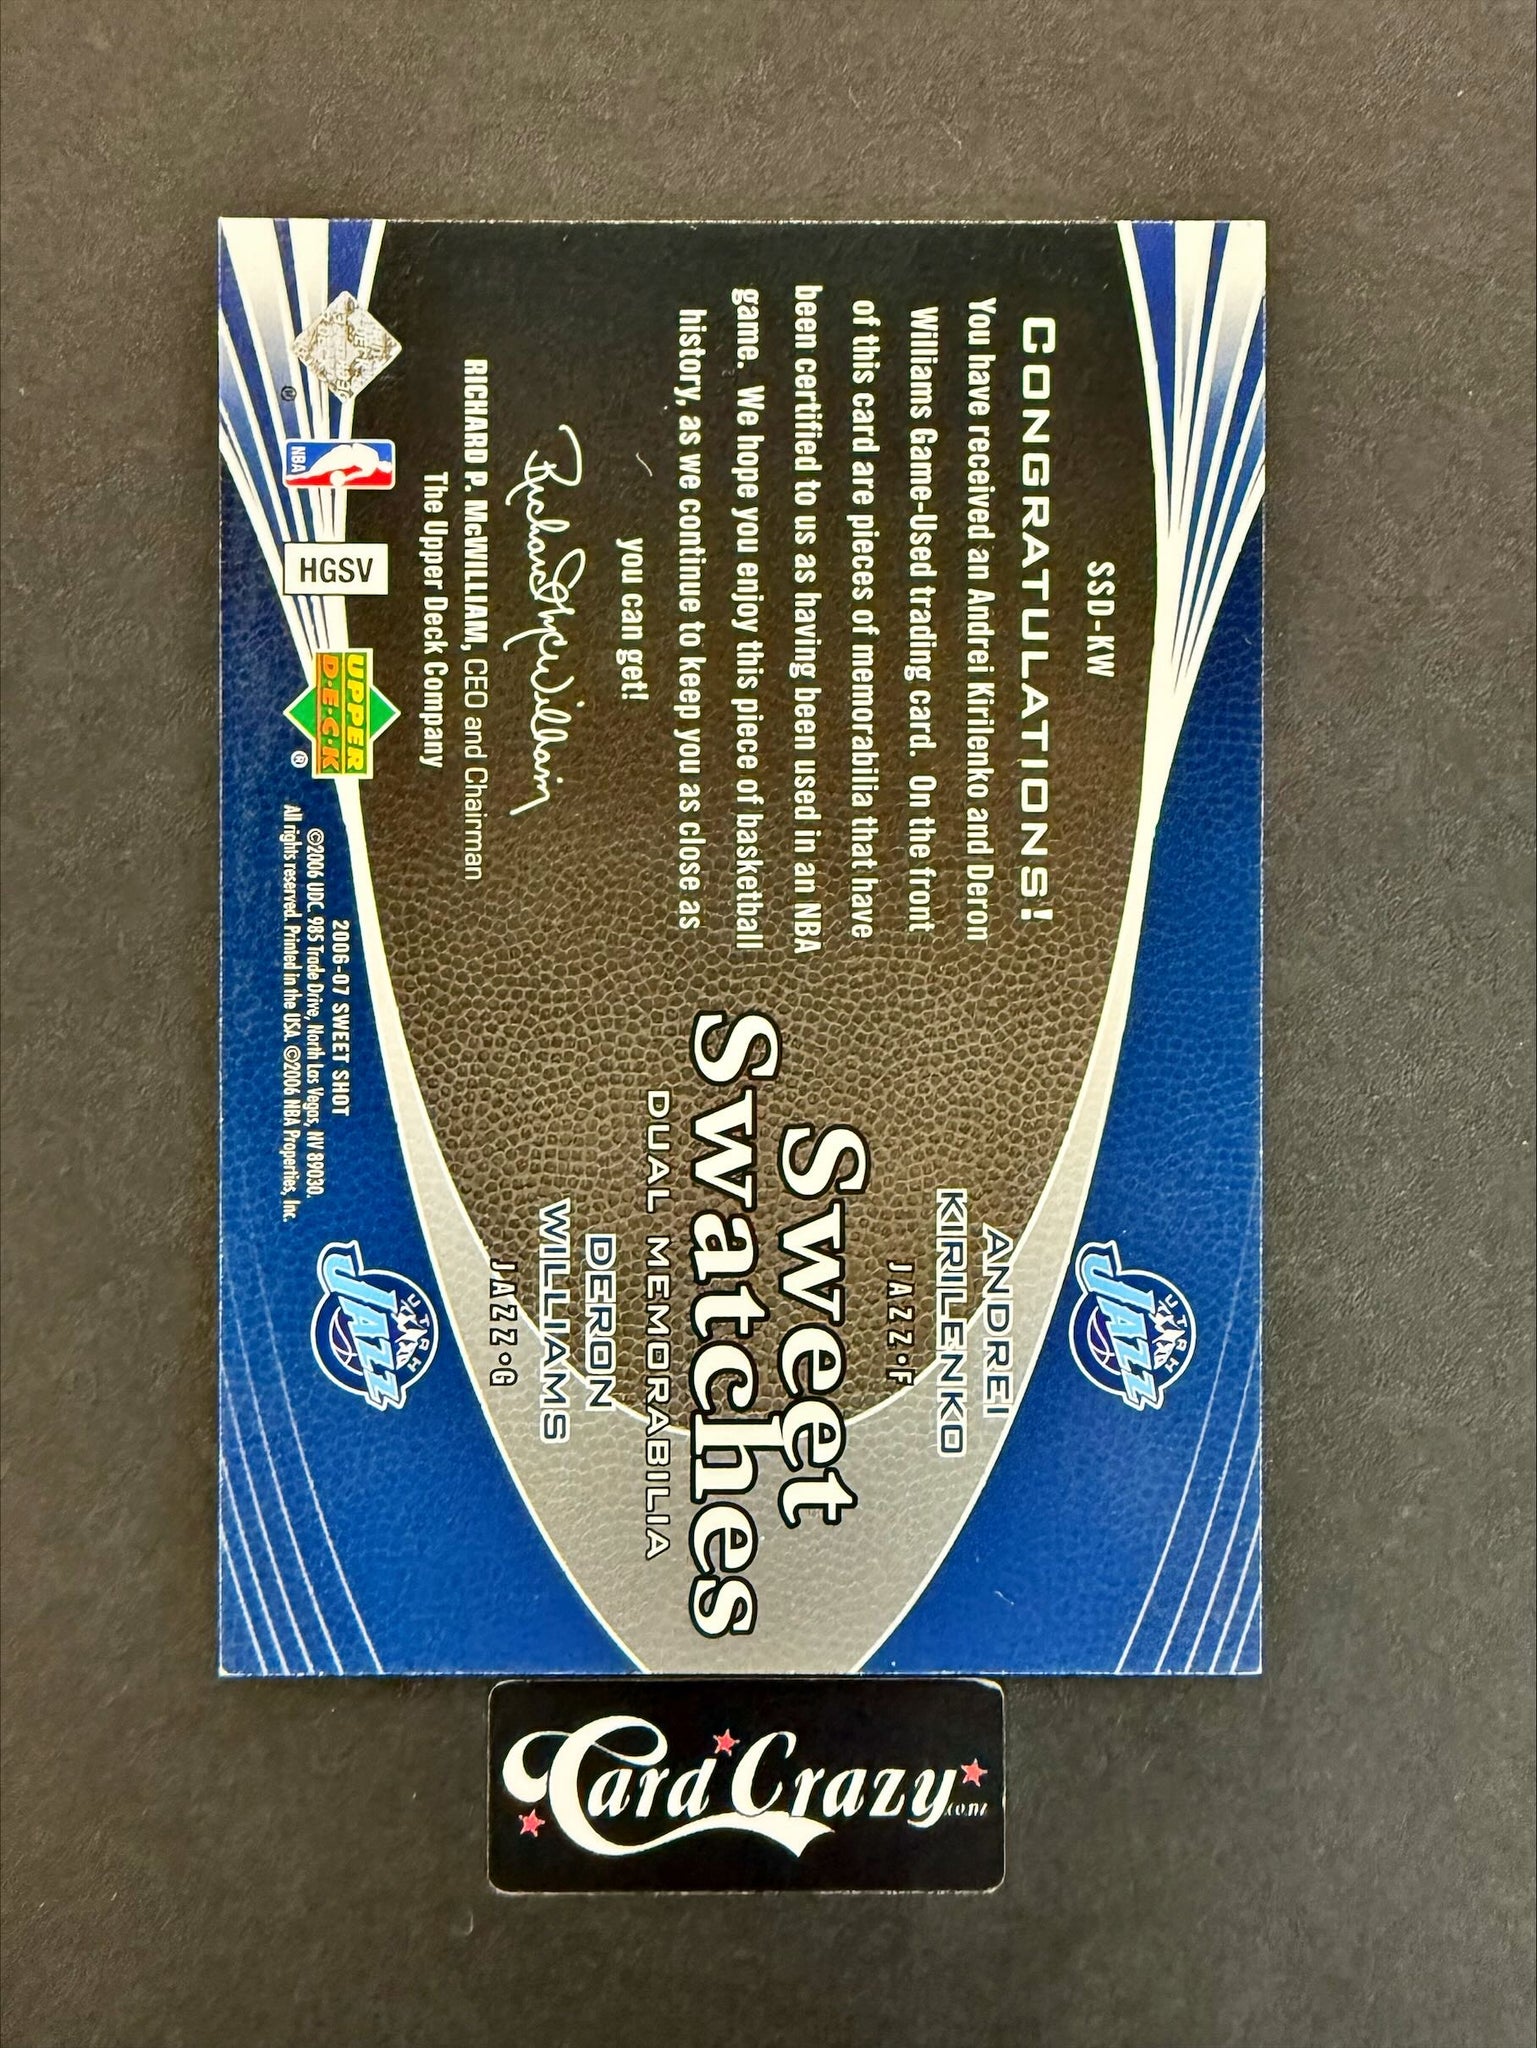 SSD-KW
CONGRATULATIONS!
You have received an Andrei Kirilenko and Deron
Williams Game-Used trading card. On the front
of this card are pieces of memorabilia that have
been certified to us as having been used in an NBA
game. We hope you enjoy this piece of basketball
history, as we continue to keep you as close as
you can get!
Richard McWilliam
RICHARD P. McWILLIAM, CEO and Chairman
The Upper Deck Company
ANDREI
KIRILENKO
JAZZ•F
Sweet
Swatches
DUAL MEMORABILIA
DERON
WILLIAMS
JAZZ•G
UTAH
JAZZ
UTAH
JAZZ
NBA
HGSV
UPPER
DECK
®
2006-07 SWEET SHOT
©2006 UDC, 985 Trade Drive, North Las Vegas, NV 89030.
All rights reserved. Printed in the USA. ©2006 NBA Properties, Inc.
Card Crazy.com